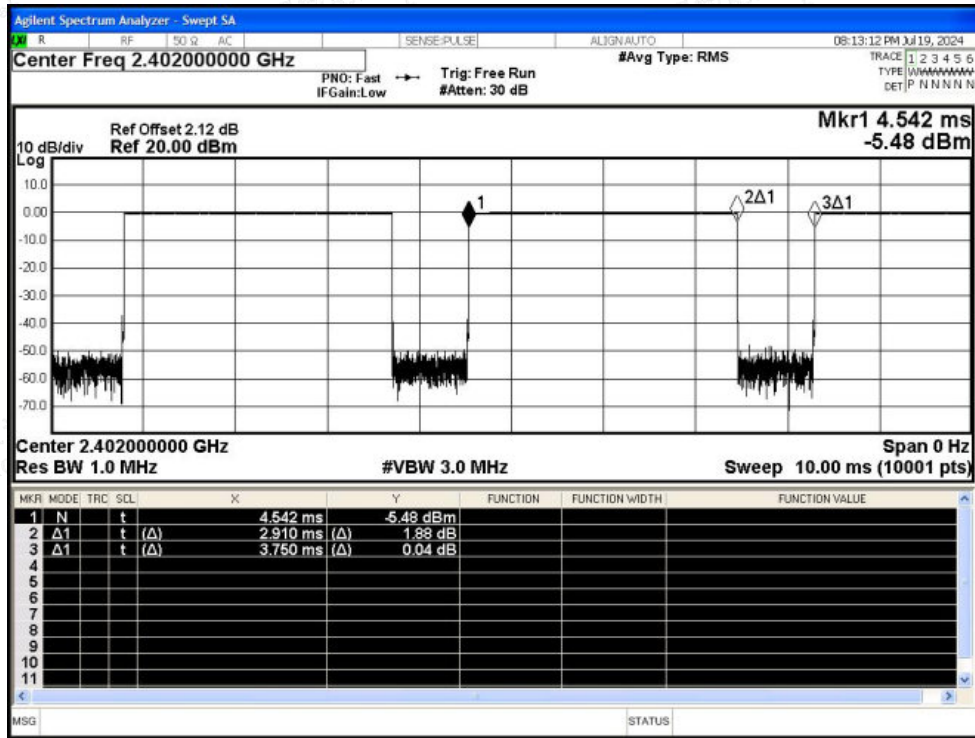 Agilent Spectrum Analyzer - Swept SA
LXI R RF 50 Ω AC SENSE:PULSE ALIGNAUTO 08:13:12 PM Jul 19, 2024
Center Freq 2.402000000 GHz
PNO: Fast
IFGain:Low
Trig: Free Run
#Atten: 30 dB
#Avg Type: RMS
TRACE 1 2 3 4 5 6
TYPE
DET P N N N N N
Mkr1 4.542 ms
-5.48 dBm
Ref Offset 2.12 dB
10 dB/div Ref 20.00 dBm
Log
10.0
0.00
-10.0
-20.0
-30.0
-40.0
-50.0
-60.0
-70.0
1
2Δ1
3Δ1
Center 2.402000000 GHz Span 0 Hz
Res BW 1.0 MHz #VBW 3.0 MHz Sweep 10.00 ms (10001 pts)
MKR MODE TRC SCL X Y FUNCTION FUNCTION WIDTH FUNCTION VALUE
1 N t 4.542 ms -5.48 dBm
2 Δ1 t (Δ) 2.910 ms (Δ) 1.88 dB
3 Δ1 t (Δ) 3.750 ms (Δ) 0.04 dB
4
5
6
7
8
9
10
11
MSG STATUS